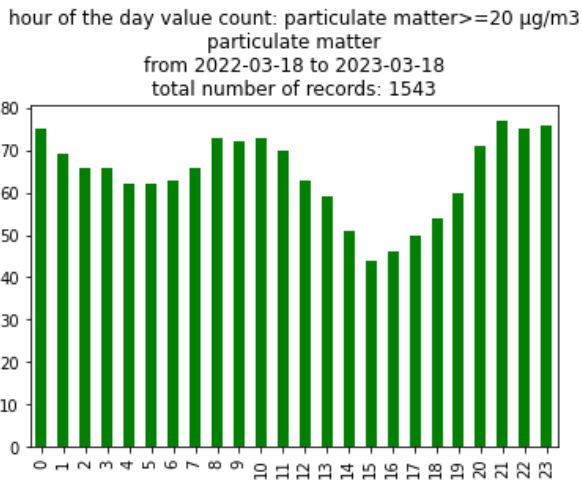 hour of the day value count: particulate matter>=20 µg/m3
particulate matter
from 2022-03-18 to 2023-03-18
total number of records: 1543
80
70
60
50
40
30
20
10
0
0 1 2 3 4 5 6 7 8 9 10 11 12 13 14 15 16 17 18 19 20 21 22 23